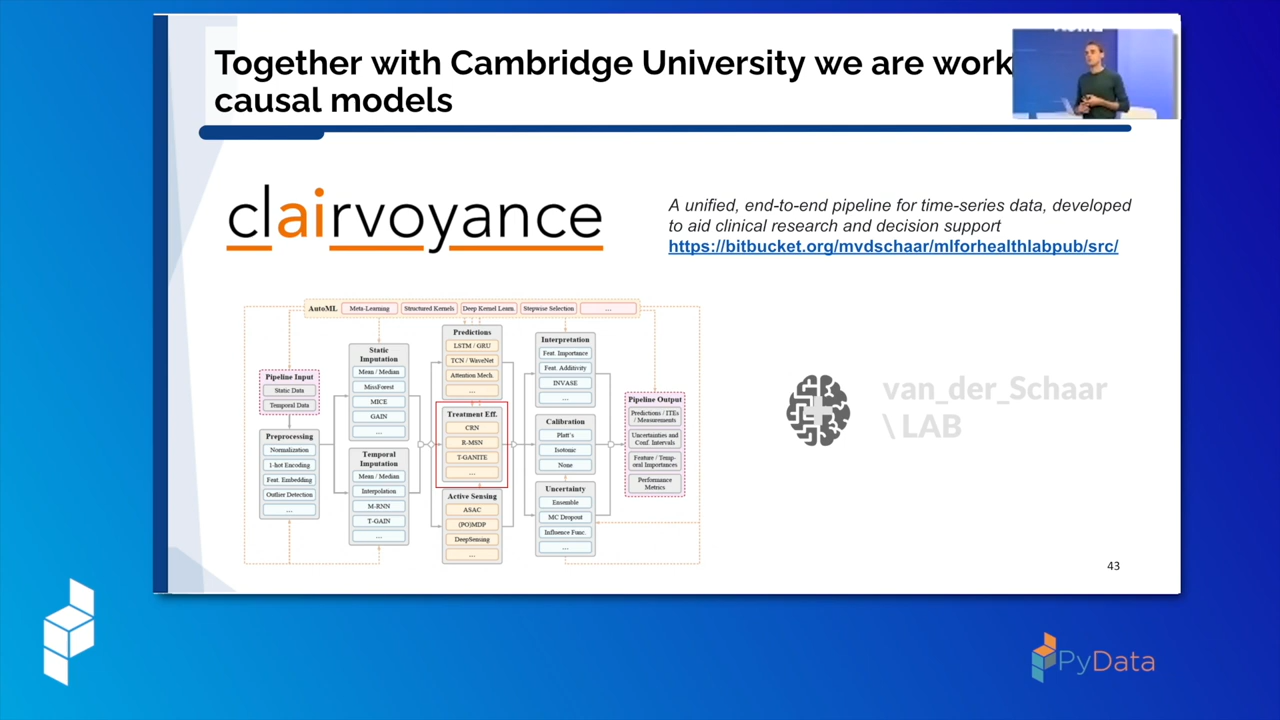 Together with Cambridge University we are work
causal models
clairvoyance
A unified, end-to-end pipeline for time-series data, developed
to aid clinical research and decision support
https://bitbucket.org/mvdschaar/mlforhealthlabpub/src/
AutoML
Meta-Learning
Structured Kernels
Deep Kernel Learn.
Stepwise Selection
...
Pipeline Input
Static Data
Temporal Data
Preprocessing
Normalization
1-hot Encoding
Feat. Embedding
Outlier Detection
...
Static
Imputation
Mean / Median
MissForest
MICE
GAIN
...
Temporal
Imputation
Mean / Median
Interpolation
M-RNN
T-GAIN
...
Predictions
LSTM / GRU
TCN / WaveNet
Attention Mech.
...
Treatment Eff.
CRN
R-MSN
T-GANITE
...
Active Sensing
ASAC
(PO)MDP
DeepSensing
...
Interpretation
Feat. Importance
Feat. Additivity
INVASE
...
Calibration
Platt's
Isotonic
None
Uncertainty
Ensemble
MC Dropout
Influence Func.
...
Pipeline Output
Predictions / ITEs
/ Measurements
Uncertainties and
Conf. Intervals
Feature / Temp-
oral Importances
Performance
Metrics
van_der_Schaar
\ LAB
43
PyData